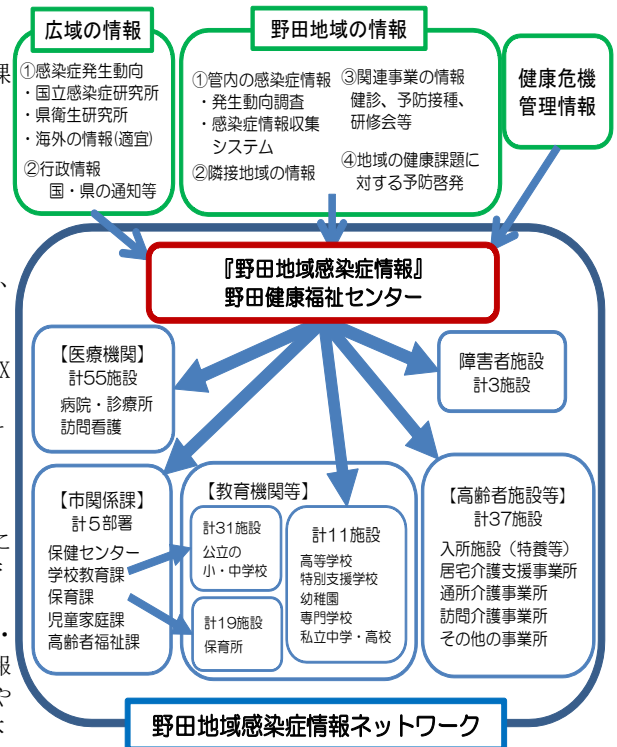 広域の情報
①感染症発生動向
・国立感染症研究所
・県衛生研究所
・海外の情報(適宜)
②行政情報
国・県の通知等
野田地域の情報
①管内の感染症情報
・発生動向調査
・感染症情報収集
システム
②隣接地域の情報
③関連事業の情報
健診、予防接種、
研修会等
④地域の健康課題に
対する予防啓発
健康危機
管理情報
『野田地域感染症情報』
野田健康福祉センター
【医療機関】
計55施設
病院・診療所
訪問看護
障害者施設
計3施設
【市関係課】
計5部署
保健センター
学校教育課
保育課
児童家庭課
高齢者福祉課
【教育機関等】
計31施設
公立の
小・中学校
計19施設
保育所
計11施設
高等学校
特別支援学校
幼稚園
専門学校
私立中学・高校
【高齢者施設等】
計37施設
入所施設（特養等）
居宅介護支援事業所
通所介護事業所
訪問介護事業所
その他の事業所
野田地域感染症情報ネットワーク
課
、
X
・
報